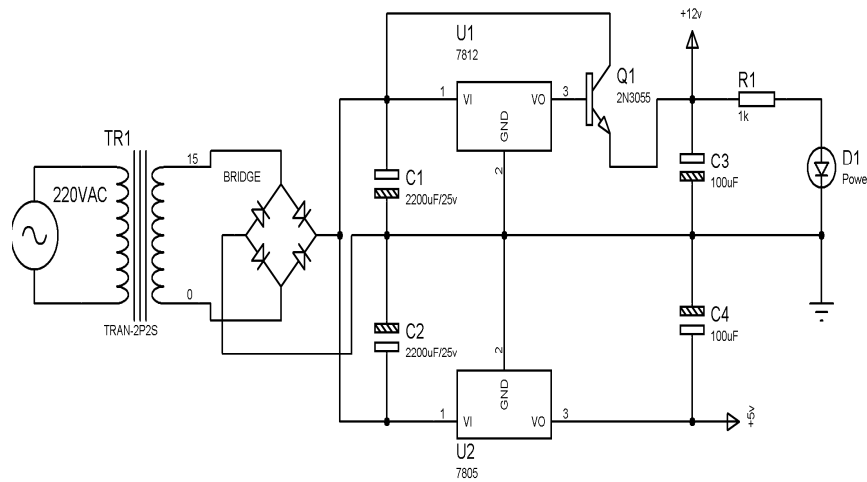 +12v
U1
7812
Q1
2N3055
R1
1k
1
VI
VO
3
GND
2
TR1
15
BRIDGE
220VAC
C1
2200uF/25v
C3
100uF
D1
Powe
0
TRAN-2P2S
C2
2200uF/25v
C4
100uF
2
GND
1
VI
VO
3
+5v
U2
7805